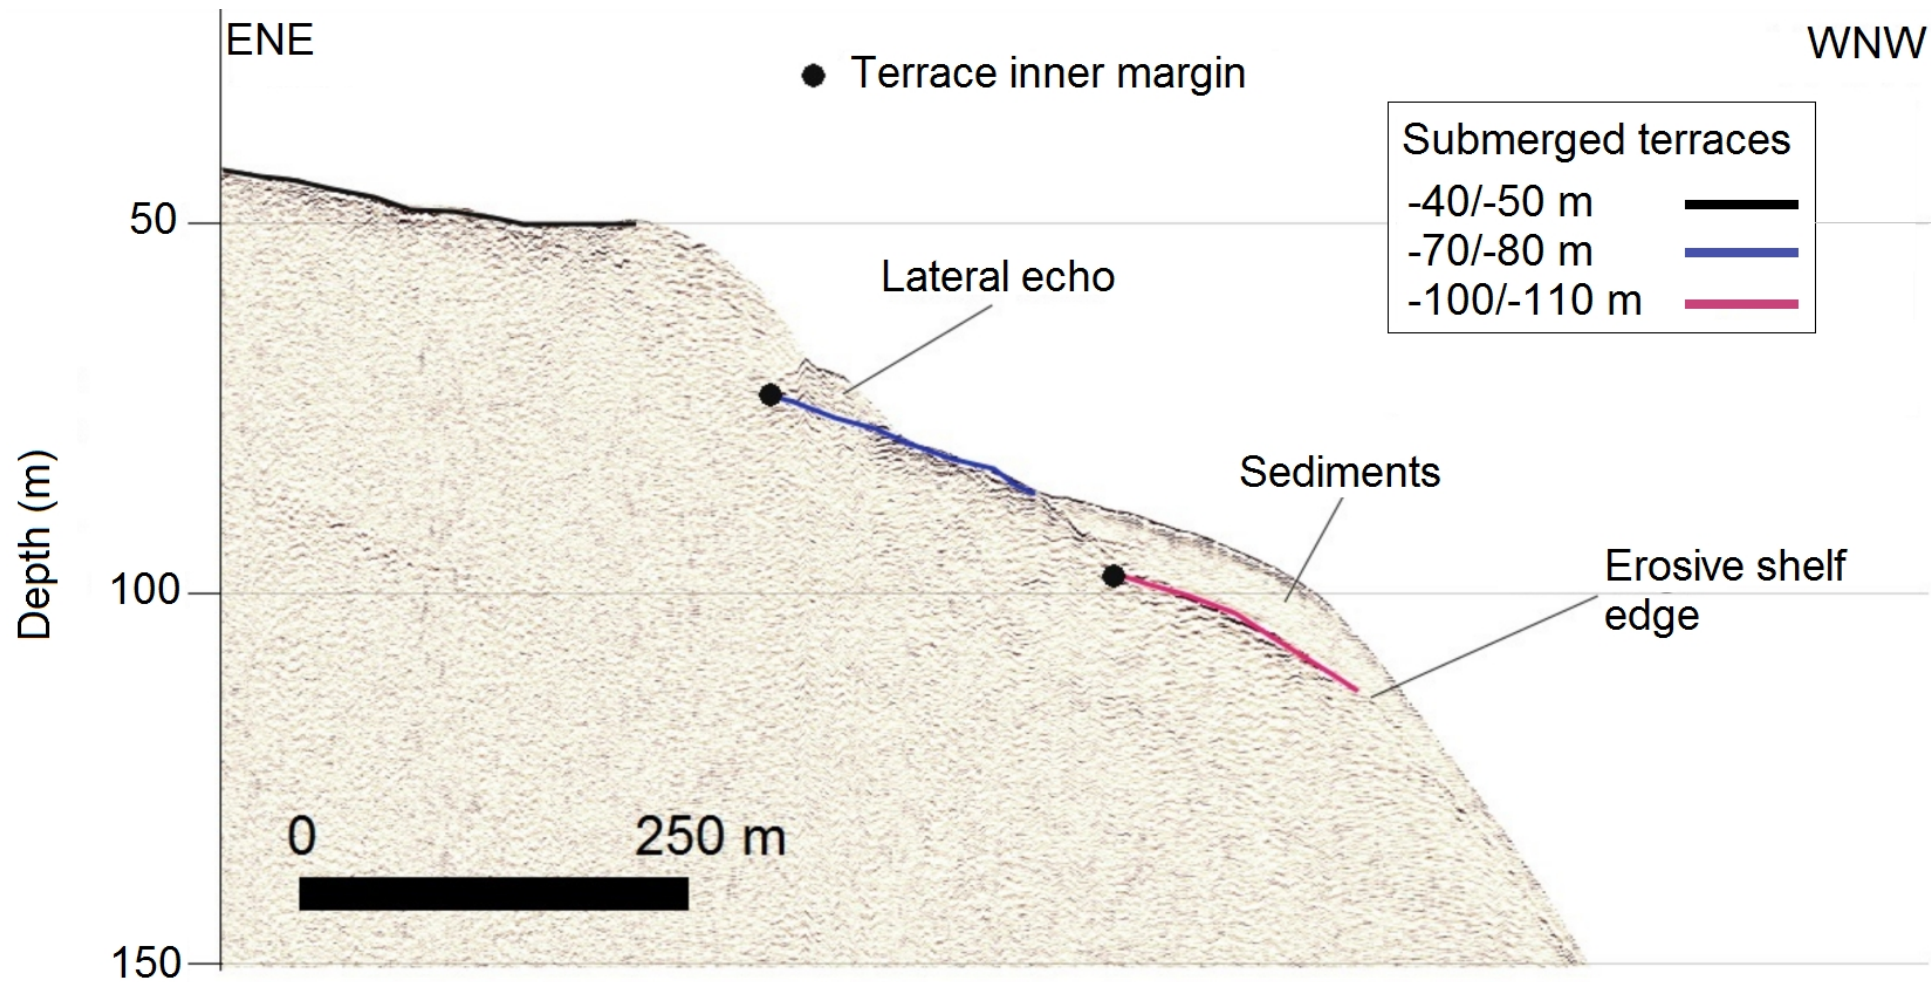 ENE
WNW
Terrace inner margin
Submerged terraces
-40/-50 m
-70/-80 m
-100/-110 m
50
Lateral echo
Sediments
Erosive shelf
edge
100
Depth (m)
0
250 m
150